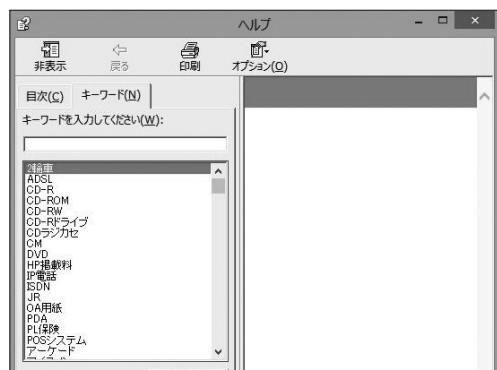 ヘルプ
非表示 戻る 印刷 オプション(O)
目次(C) キーワード(N)
キーワードを入力してください(W):
2輪車
ADSL
CD-R
CD-ROM
CD-RW
CD-Rドライブ
CDラジカセ
CM
DVD
HP掲載料
IP電話
ISDN
JR
OA用紙
PDA
PL保険
POSシステム
アーケード